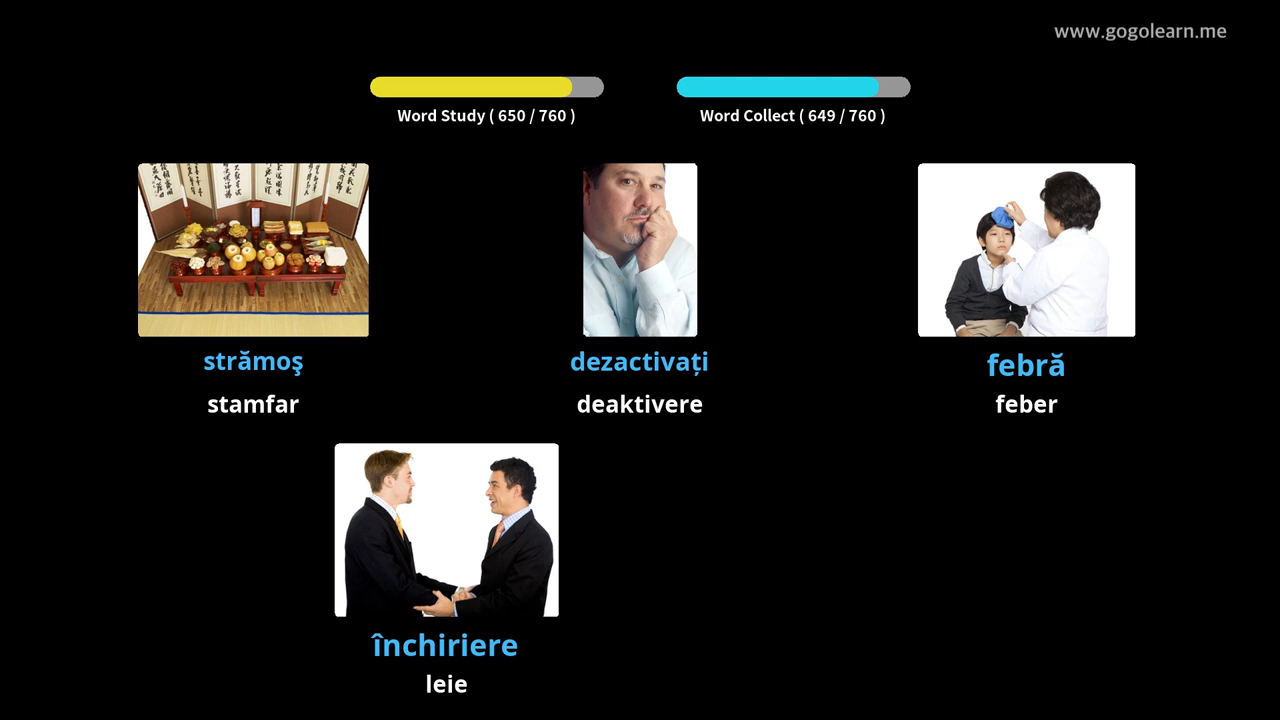 www.gogolearn.me
Word Study ( 650 / 760 )
Word Collect ( 649 / 760 )
strămoş
dezactivați
febră
stamfar
deaktivere
feber
închiriere
leie